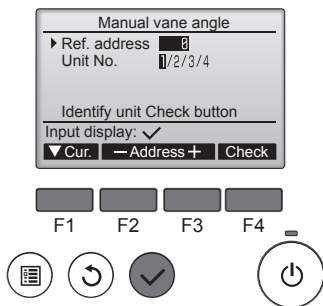 Manual vane angle
Ref. address 0
Unit No. 1/2/3/4
Identify unit Check button
Input display: ✓
▼ Cur. − Address + Check
F1 F2 F3 F4